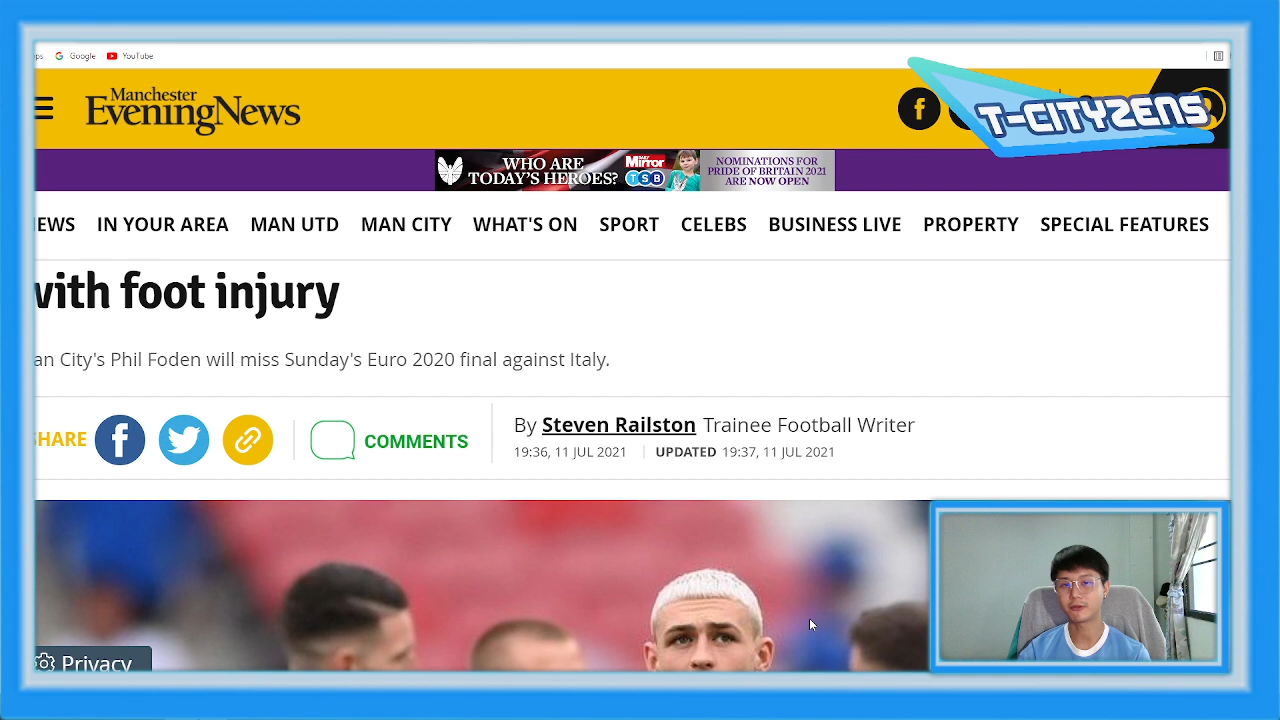 ps Google YouTube
Manchester
EveningNews
T-CITYZENS
WHO ARE
TODAY'S HEROES?
Mirror
TSB
NOMINATIONS FOR
PRIDE OF BRITAIN 2021
ARE NOW OPEN
EWS IN YOUR AREA MAN UTD MAN CITY WHAT'S ON SPORT CELEBS BUSINESS LIVE PROPERTY SPECIAL FEATURES
with foot injury
an City's Phil Foden will miss Sunday's Euro 2020 final against Italy.
SHARE COMMENTS
By Steven Railston Trainee Football Writer
19:36, 11 JUL 2021 UPDATED 19:37, 11 JUL 2021
Privacy